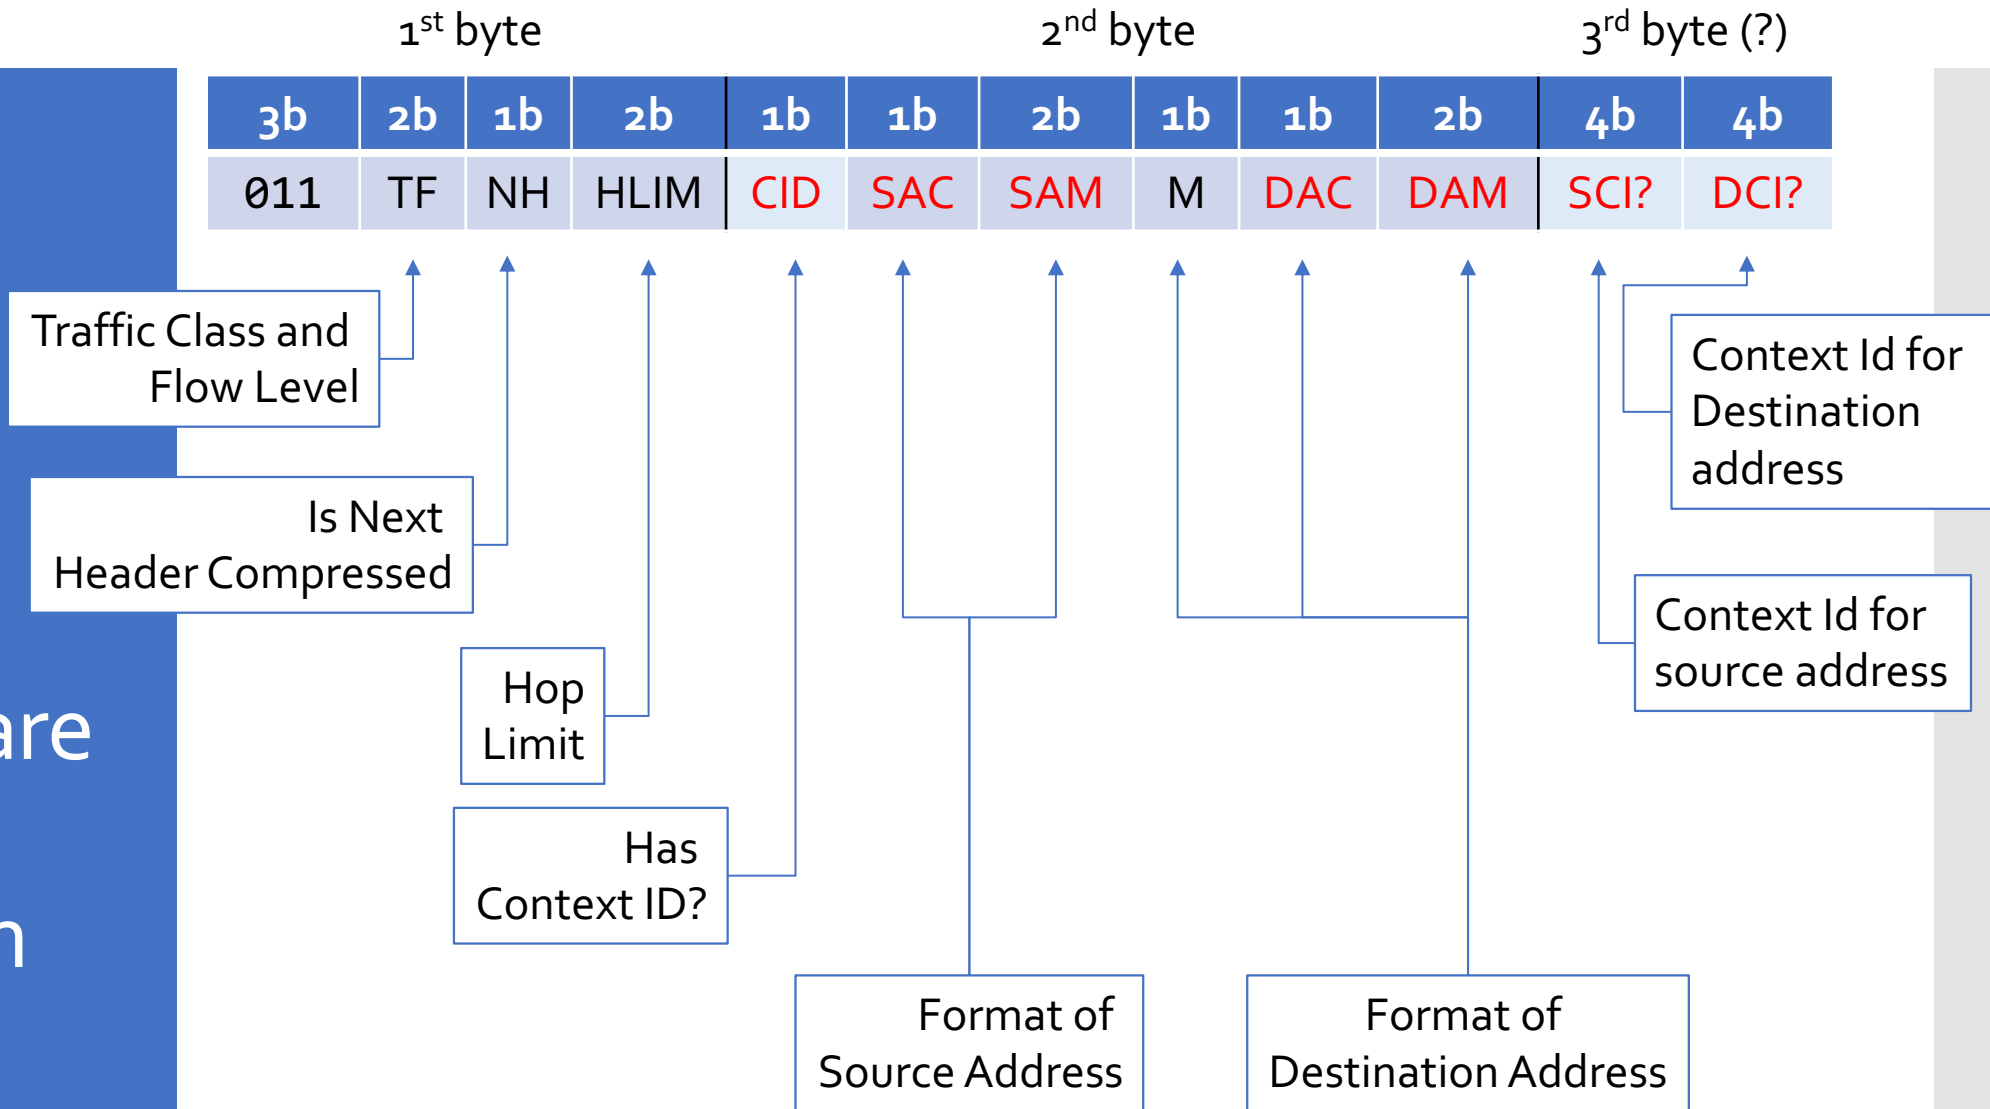 1st byte 2nd byte 3rd byte (?)
3b 2b 1b 2b 1b 1b 2b 1b 1b 2b 4b 4b
011 TF NH HLIM CID SAC SAM M DAC DAM SCI? DCI?
Traffic Class and
Flow Level
Context Id for
Destination
address
Is Next
Header Compressed
Context Id for
source address
Hop
Limit
are
Has
Context ID?
n
Format of
Source Address
Format of
Destination Address